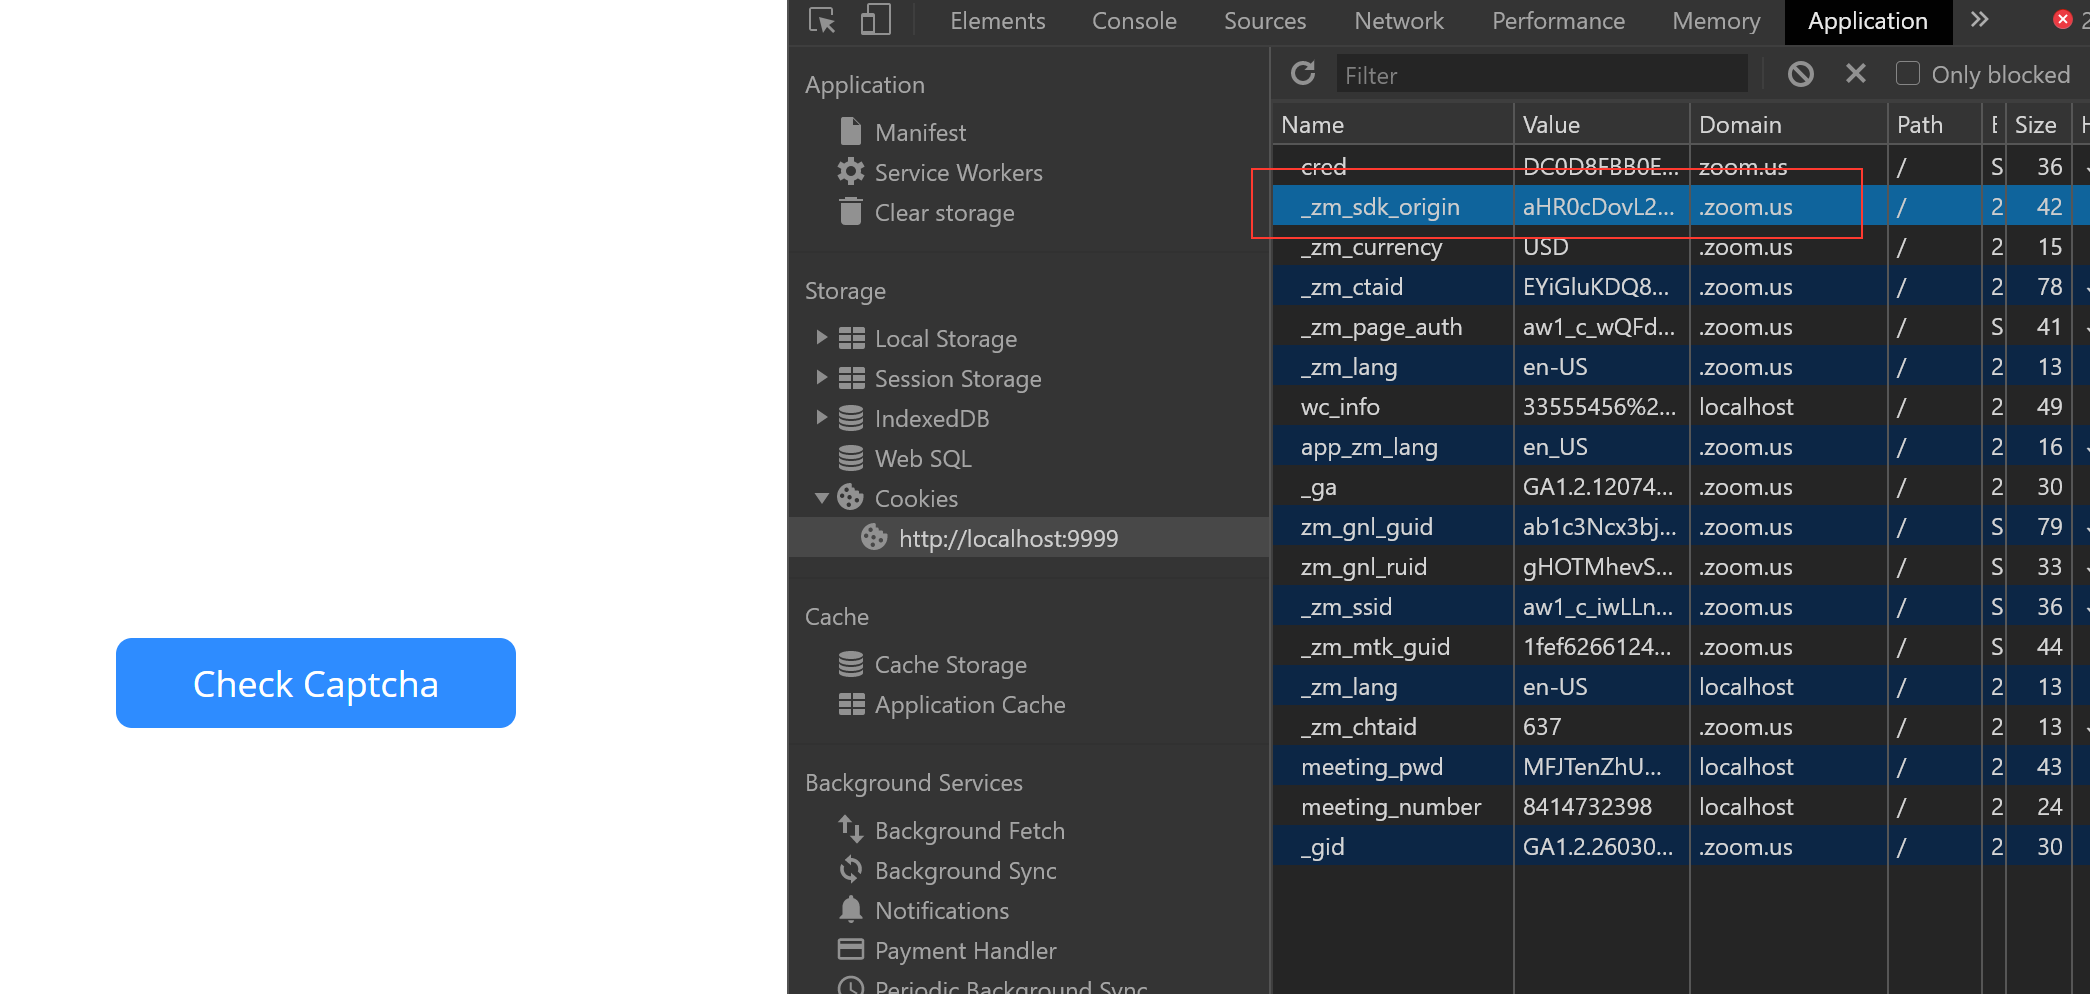 Check Captcha
Elements Console Sources Network Performance Memory Application
Application
Manifest
Service Workers
Clear storage
Storage
Local Storage
Session Storage
IndexedDB
Web SQL
Cookies
http://localhost:9999
Cache
Cache Storage
Application Cache
Background Services
Background Fetch
Background Sync
Notifications
Payment Handler
Periodic Background Sync
Filter Only blocked
Name Value Domain Path Size
cred DC0D8FBB0E... zoom.us / S 36
_zm_sdk_origin aHR0cDovL2... .zoom.us / 2 42
_zm_currency USD .zoom.us / 2 15
_zm_ctaid EYiGluKDQ8... .zoom.us / 2 78
_zm_page_auth aw1_c_wQFd... .zoom.us / S 41
_zm_lang en-US .zoom.us / 2 13
wc_info 33555456%2... localhost / 2 49
app_zm_lang en_US .zoom.us / 2 16
_ga GA1.2.12074... .zoom.us / 2 30
zm_gnl_guid ab1c3Ncx3bj... .zoom.us / S 79
zm_gnl_ruid gHOTMhevS... .zoom.us / S 33
_zm_ssid aw1_c_iwLLn... .zoom.us / S 36
_zm_mtk_guid 1fef6266124... .zoom.us / 2 44
_zm_lang en-US localhost / 2 13
_zm_chtaid 637 .zoom.us / 2 13
meeting_pwd MFJTenZhU... localhost / 2 43
meeting_number 8414732398 localhost / 2 24
_gid GA1.2.26030... .zoom.us / 2 30